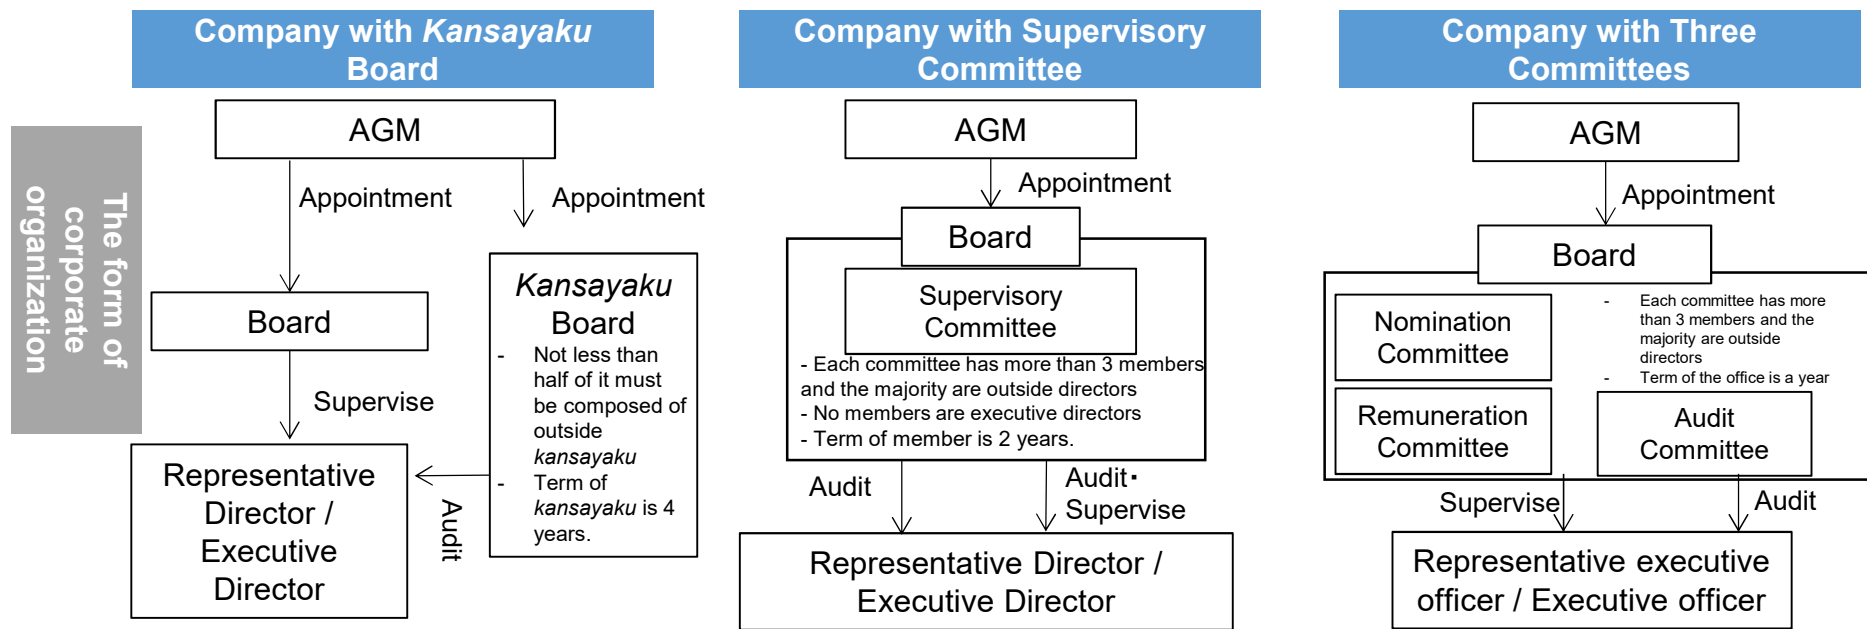 The form of
corporate
organization
Company with Kansayaku
Board
AGM
Appointment
Appointment
Board
Kansayaku
Board
- Not less than
half of it must
be composed of
outside
kansayaku
- Term of
kansayaku is 4
years.
Supervise
Audit
Representative
Director /
Executive
Director
Company with Supervisory
Committee
AGM
Appointment
Board
Supervisory
Committee
- Each committee has more than 3 members
and the majority are outside directors
- No members are executive directors
- Term of member is 2 years.
Audit
Audit・
Supervise
Representative Director /
Executive Director
Company with Three
Committees
AGM
Appointment
Board
Nomination
Committee
- Each committee has more
than 3 members and the
majority are outside
directors
- Term of the office is a year
Remuneration
Committee
Audit
Committee
Supervise
Audit
Representative executive
officer / Executive officer